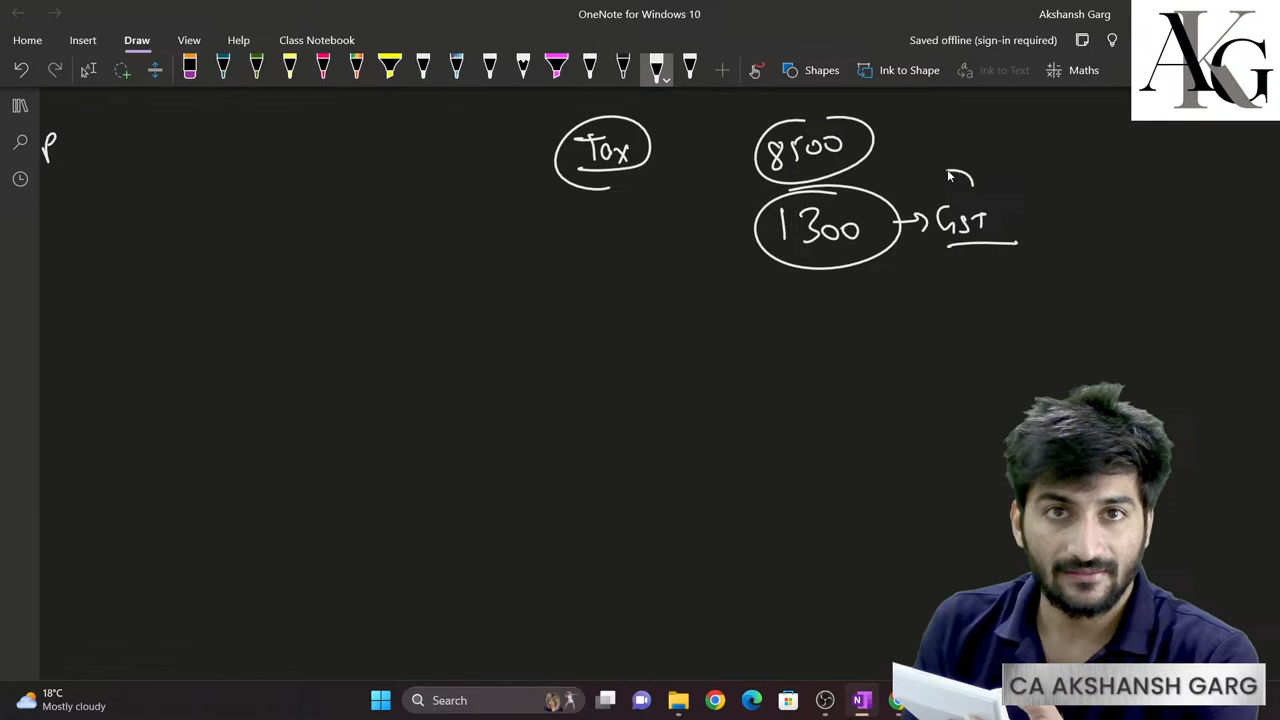 OneNote for Windows 10
Akshansh Garg
Home Insert Draw View Help Class Notebook
Saved offline (sign-in required)
Shapes Ink to Shape Ink to Text Maths
AKG
P
Tax
8500
1300 → GST
CA AKSHANSH GARG
18°C
Mostly cloudy
Search